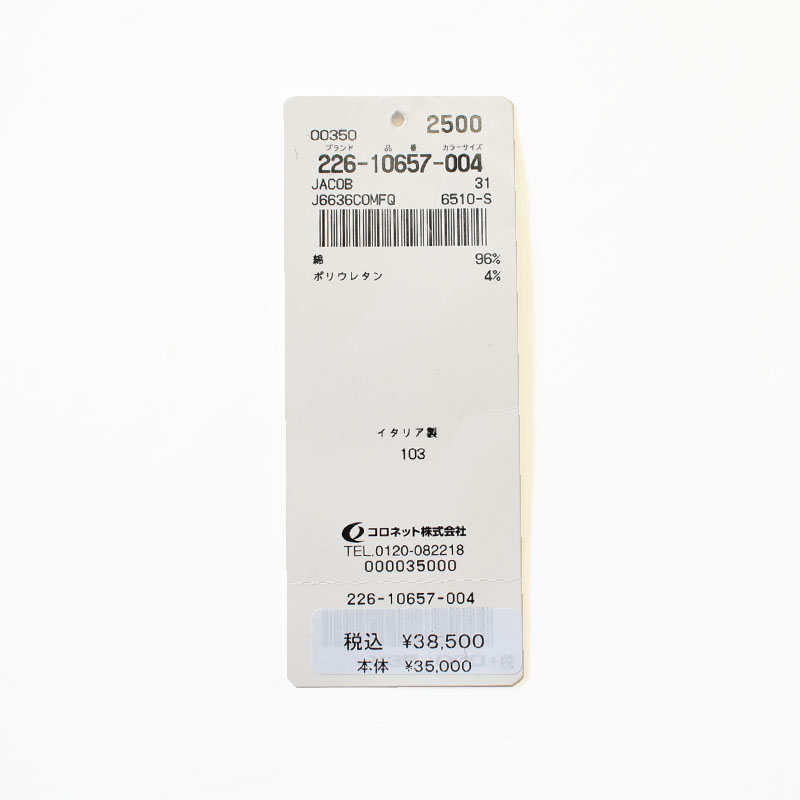 00350 2500
ブランド 品番 カラーサイズ
226-10657-004
JACOB 31
J6636COMFQ 6510-S
綿 96%
ポリウレタン 4%
イタリア製
103
コロネット株式会社
TEL.0120-082218
000035000
226-10657-004
税込 ¥38,500
本体 ¥35,000